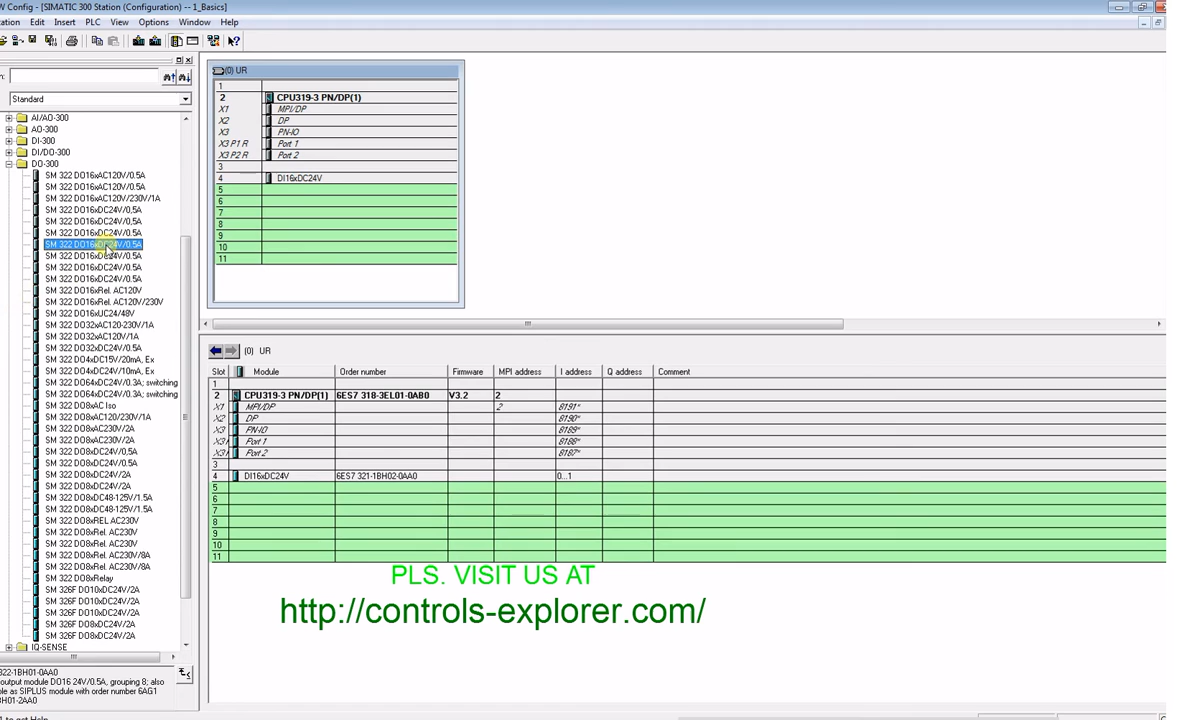 W Config - [SIMATIC 300 Station (Configuration) -- 1_Basics]
tation Edit Insert PLC View Options Window Help
n:
Standard
AI/AO-300
AO-300
DI-300
DI/DO-300
DO-300
SM 322 DO16xAC120V/0.5A
SM 322 DO16xAC120V/0.5A
SM 322 DO16xAC120V/230V/1A
SM 322 DO16xDC24V/0,5A
SM 322 DO16xDC24V/0,5A
SM 322 DO16xDC24V/0.5A
SM 322 DO16xDC24V/0.5A
SM 322 DO16xDC24V/0.5A
SM 322 DO16xDC24V/0.5A
SM 322 DO16xDC24V/0.5A
SM 322 DO16xRel. AC120V
SM 322 DO16xRel. AC120V/230V
SM 322 DO16xUC24/48V
SM 322 DO32xAC120-230V/1A
SM 322 DO32xAC120V/1A
SM 322 DO32xDC24V/0.5A
SM 322 DO4xDC15V/20mA, Ex
SM 322 DO4xDC24V/10mA, Ex
SM 322 DO64xDC24V/0.3A; switching
SM 322 DO64xDC24V/0.3A; switching
SM 322 DO8xAC Iso
SM 322 DO8xAC120/230V/1A
SM 322 DO8xAC230V/2A
SM 322 DO8xAC230V/2A
SM 322 DO8xDC24V/0,5A
SM 322 DO8xDC24V/0.5A
SM 322 DO8xDC24V/2A
SM 322 DO8xDC24V/2A
SM 322 DO8xDC48-125V/1.5A
SM 322 DO8xDC48-125V/1.5A
SM 322 DO8xREL AC230V
SM 322 DO8xRel. AC230V
SM 322 DO8xRel. AC230V
SM 322 DO8xRel. AC230V/8A
SM 322 DO8xRel. AC230V/8A
SM 322 DO8xRelay
SM 326F DO10xDC24V/2A
SM 326F DO10xDC24V/2A
SM 326F DO10xDC24V/2A
SM 326F DO8xDC24V/2A
SM 326F DO8xDC24V/2A
IQ-SENSE
322-1BH01-0AA0
output module DO16 24V/0.5A, grouping 8; also
ble as SIPLUS module with order number 6AG1
BH01-2AA0
1 to get Help.
(0) UR
1
2 CPU319-3 PN/DP(1)
X1 MPI/DP
X2 DP
X3 PN-IO
X3 P1 R Port 1
X3 P2 R Port 2
3
4 DI16xDC24V
5
6
7
8
9
10
11
(0) UR
Slot Module Order number Firmware MPI address I address Q address Comment
1
2 CPU319-3 PN/DP(1) 6ES7 318-3EL01-0AB0 V3.2 2
X1 MPI/DP 2 8191*
X2 DP 8190*
X3 PN-IO 8189*
X3 Port 1 8188*
X3 Port 2 8187*
3
4 DI16xDC24V 6ES7 321-1BH02-0AA0 0...1
5
6
7
8
9
10
11
PLS. VISIT US AT
http://controls-explorer.com/